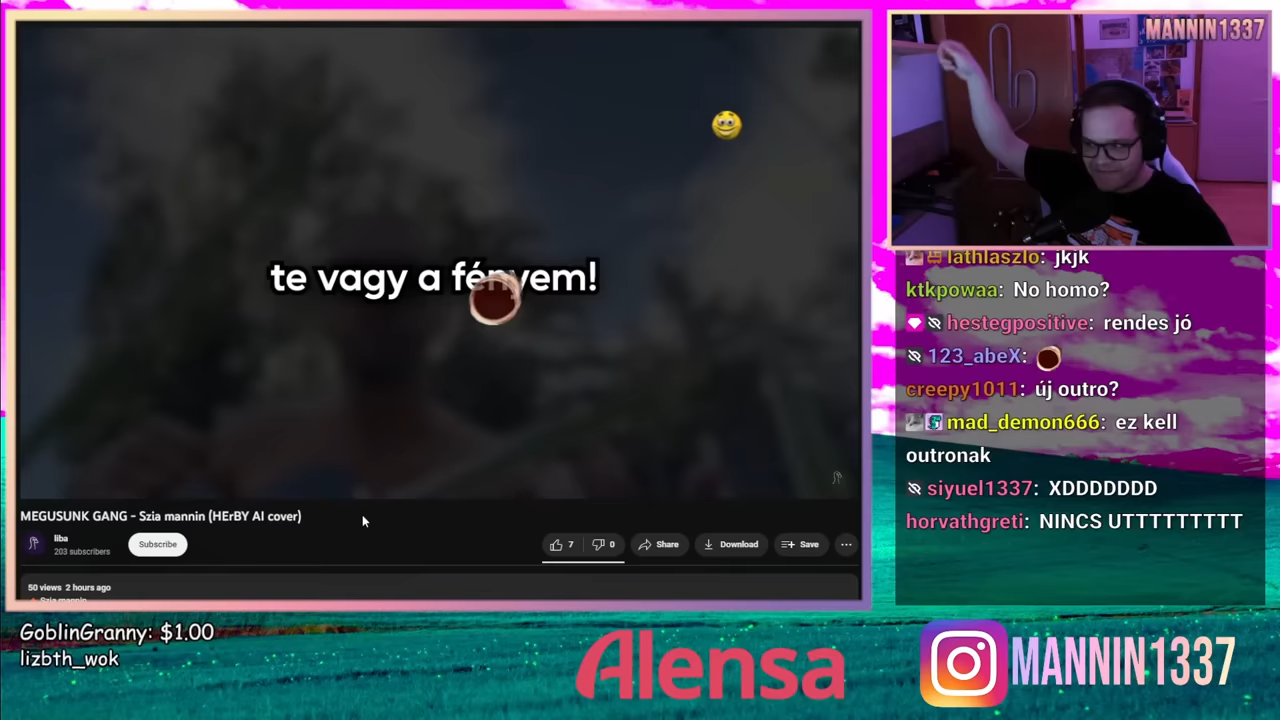 MANNIN1337
te vagy a fényem!
lathlaszlo: jkjk
ktkpowaa: No homo?
hestegpositive: rendes jó
123_abeX:
creepy1011: új outro?
mad_demon666: ez kell
outronak
siyuel1337: XDDDDDDD
horvathgreti: NINCS UTTTTTTTTT
MEGUSUNK GANG - Szia mannin (HErBY AI cover)
liba
203 subscribers
Subscribe
7
0
Share
Download
Save
50 views 2 hours ago
Szia mannin
GoblinGranny: $1.00
lizbth_wok
Alensa
MANNIN1337